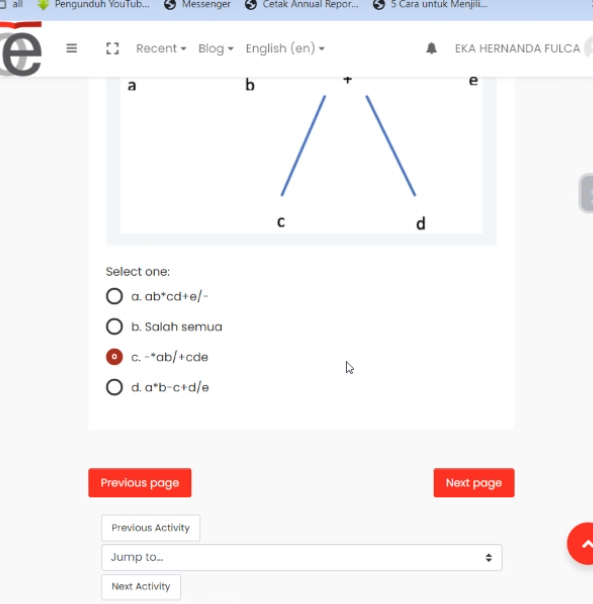 all Pengunduh YouTub... Messenger Cetak Annual Repor... 5 Cara untuk Menjili...
e Recent Blog English (en) EKA HERNANDA FULCA
a b + e
c d
Select one:
a. ab*cd+e/-
b. Salah semua
c. -*ab/+cde
d. a*b-c+d/e
Previous page Next page
Previous Activity
Jump to...
Next Activity